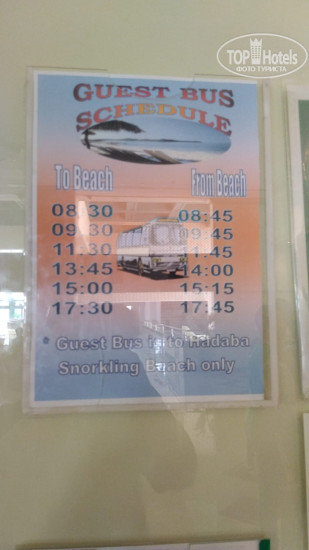 TOP Hotels
ФОТО ТУРИСТА
GUEST BUS
SCHEDULE
To Beach From Beach
08:30 08:45
09:30 09:45
11:30 11:45
13:45 14:00
15:00 15:15
17:30 17:45
* Guest Bus is to Hadaba
Snorkling Beach only